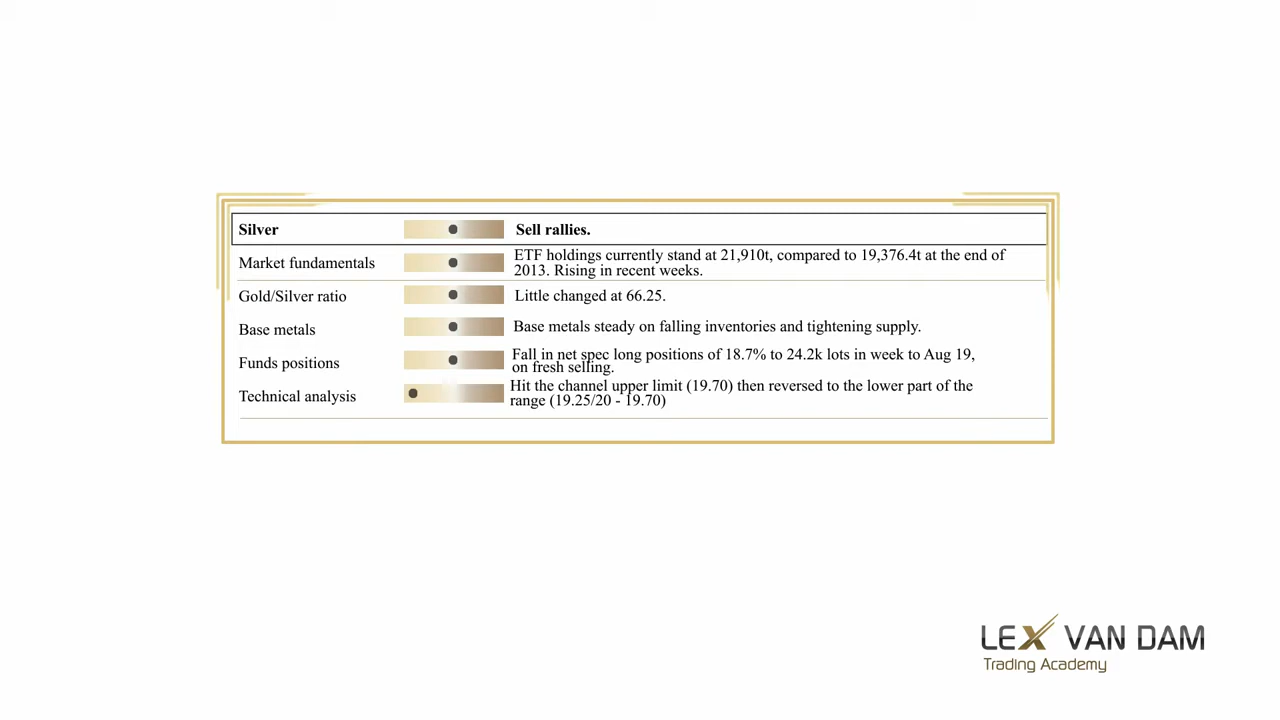 Silver Sell rallies.
Market fundamentals ETF holdings currently stand at 21,910t, compared to 19,376.4t at the end of
2013. Rising in recent weeks.
Gold/Silver ratio Little changed at 66.25.
Base metals Base metals steady on falling inventories and tightening supply.
Funds positions Fall in net spec long positions of 18.7% to 24.2k lots in week to Aug 19,
on fresh selling.
Technical analysis Hit the channel upper limit (19.70) then reversed to the lower part of the
range (19.25/20 - 19.70)
LEX VAN DAM
Trading Academy